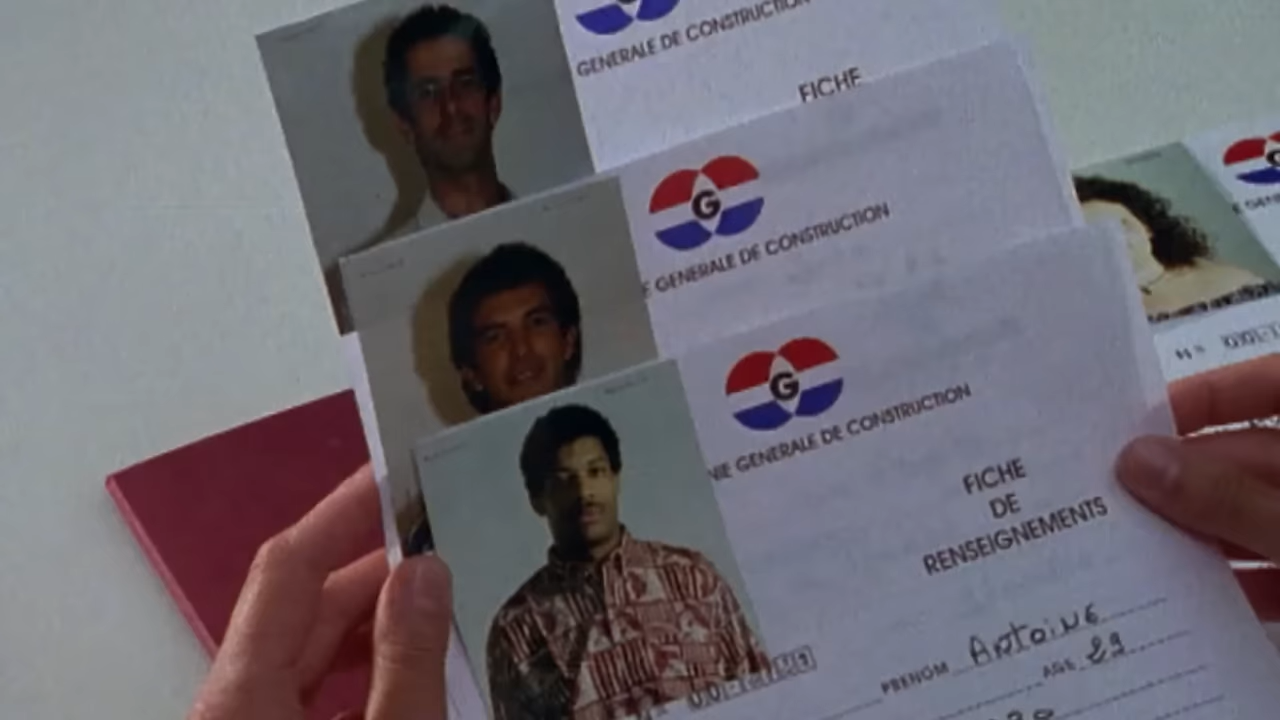 GENERALE DE CONSTRUCTION
FICHE
G
E GENERALE DE CONSTRUCTION
G
NIE GENERALE DE CONSTRUCTION
FICHE
DE
RENSEIGNEMENTS
PRENOM Antoine
AGE 29